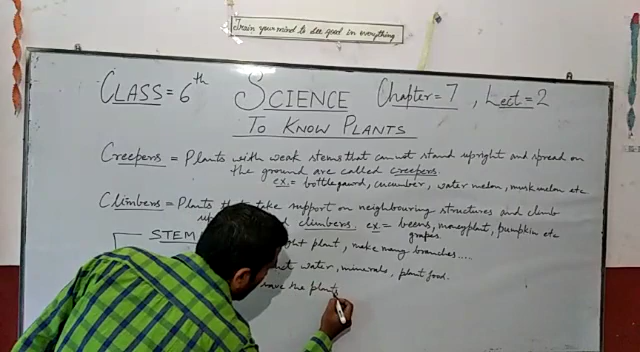 Train your mind to see good in everything
CLASS = 6th SCIENCE Chapter = 7, Lect = 2
TO KNOW PLANTS
Creepers = Plants with weak stems that cannot stand upright and spread on
the ground are called creepers.
ex. = bottlegaurd, cucumber, water melon, muskmelon etc
Climbers = Plants that take support on neighbouring structures and climb
climbers, ex = beens, moneyplant, pumpkin etc
grapes.
STEM plant, make many branches....
water, minerals, plant food.
the plant